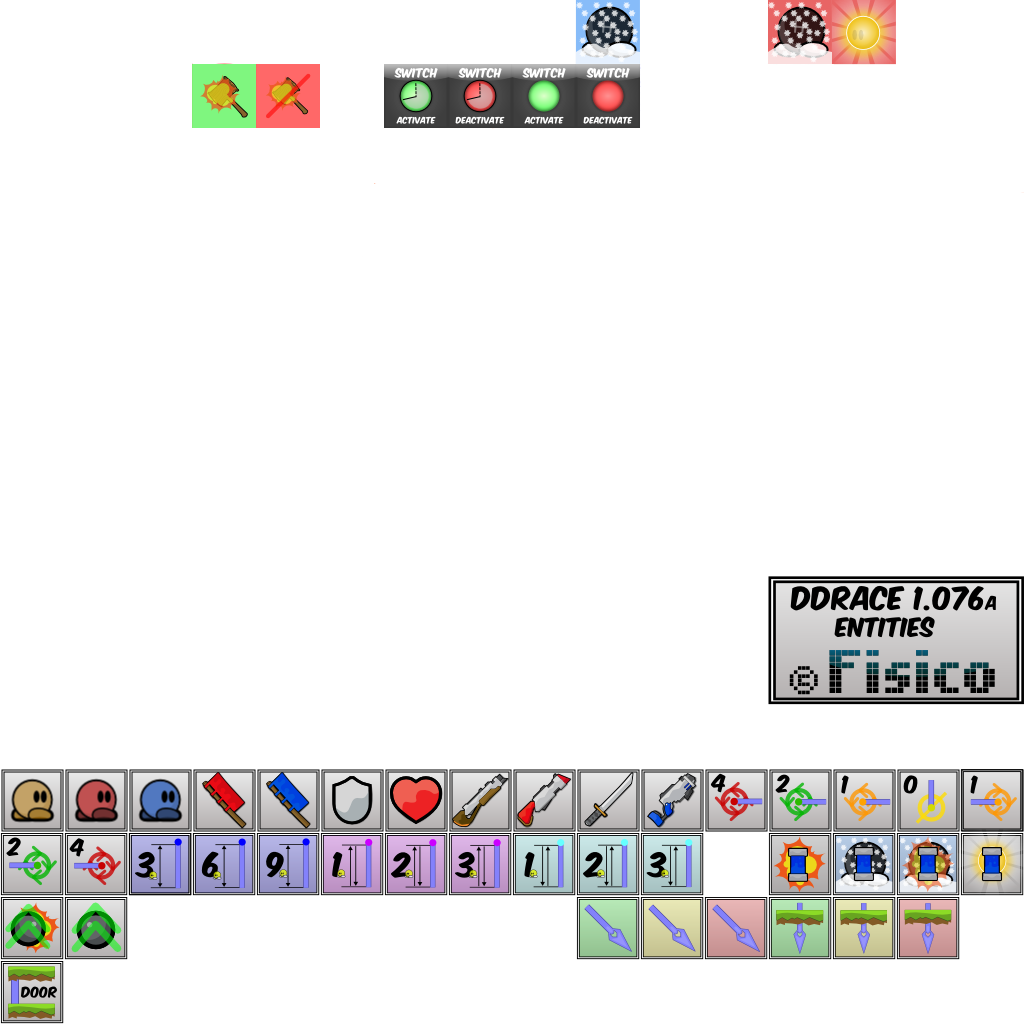 SWITCH SWITCH SWITCH SWITCH
ACTIVATE DEACTIVATE ACTIVATE DEACTIVATE
DDRACE 1.076A
ENTITIES
© Fisico
4 2 1 0 1
2 4 3 6 9 1 2 3 1 2 3
DOOR